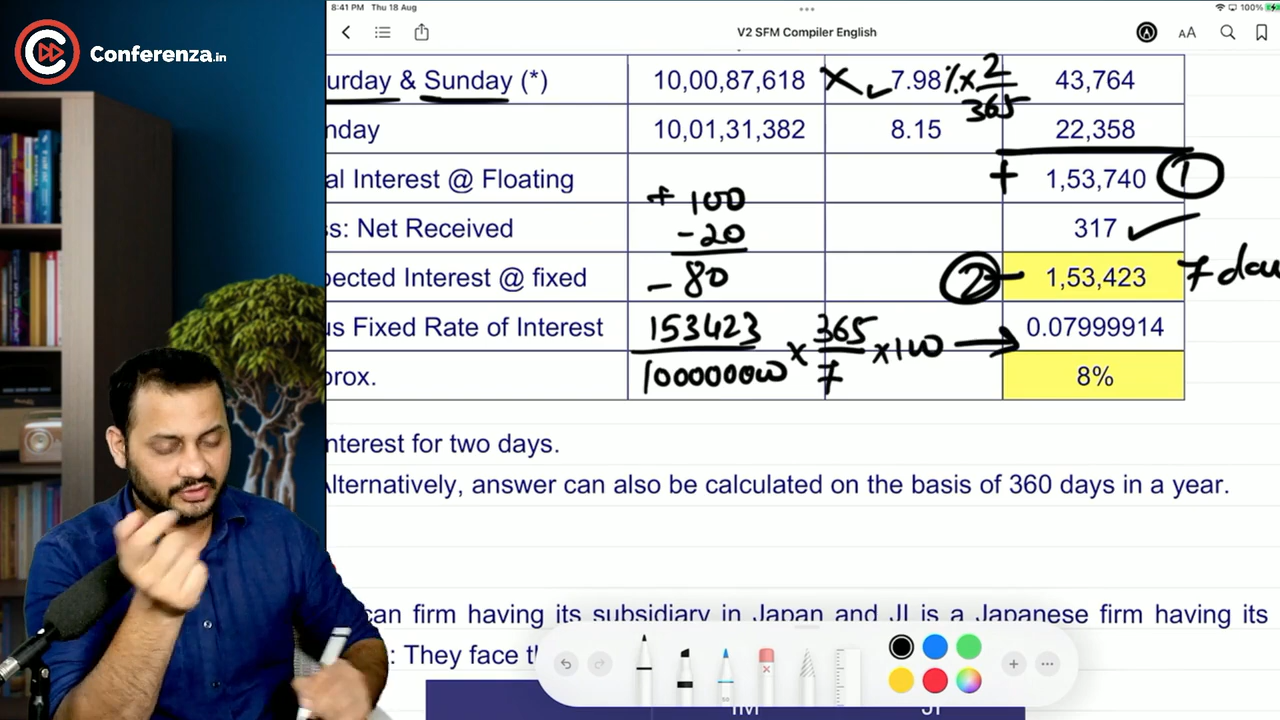 8:41 PM Thu 18 Aug
100%
Conferenza.in
V2 SFM Compiler English
AA
urday & Sunday (*) 10,00,87,618 × 7.98 % × 2/365 43,764
nday 10,01,31,382 8.15 22,358
al Interest @ Floating + 1,53,740 1
+ 100
s: Net Received - 20 317
pected Interest @ fixed - 80 2 - 1,53,423 7 da
us Fixed Rate of Interest 153423/100000000 × 365/7 × 100 0.07999914
prox. 8%
nterest for two days.
Alternatively, answer can also be calculated on the basis of 360 days in a year.
can firm having its subsidiary in Japan and JI is a Japanese firm having its
: They face t
IM JI